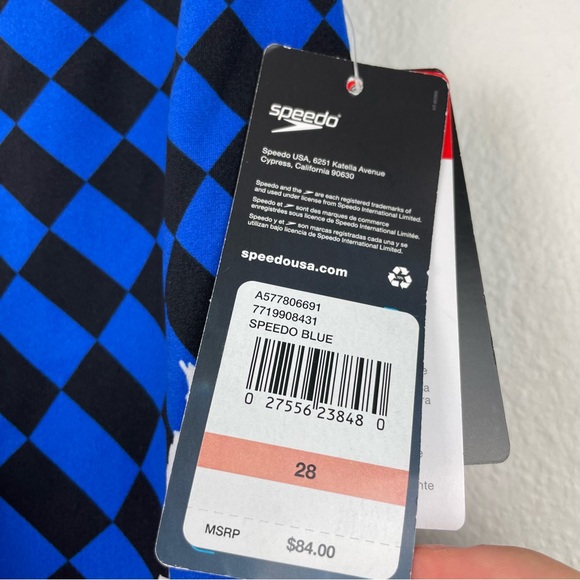 speedo
Speedo USA, 6251 Katella Avenue
Cypress, California 90630
Speedo and the are each registered trademarks of
and used under license from Speedo International Limited.
Speedo et sont des marques de commerce
enregistrées sous licence de Speedo International Limitée.
Speedo y et son marcas registradas cada una y se
utilizan bajo licencia de Speedo International Limited.
speedousa.com
A577806691
7719908431
SPEEDO BLUE
0 27556 23848 0
28
MSRP $84.00